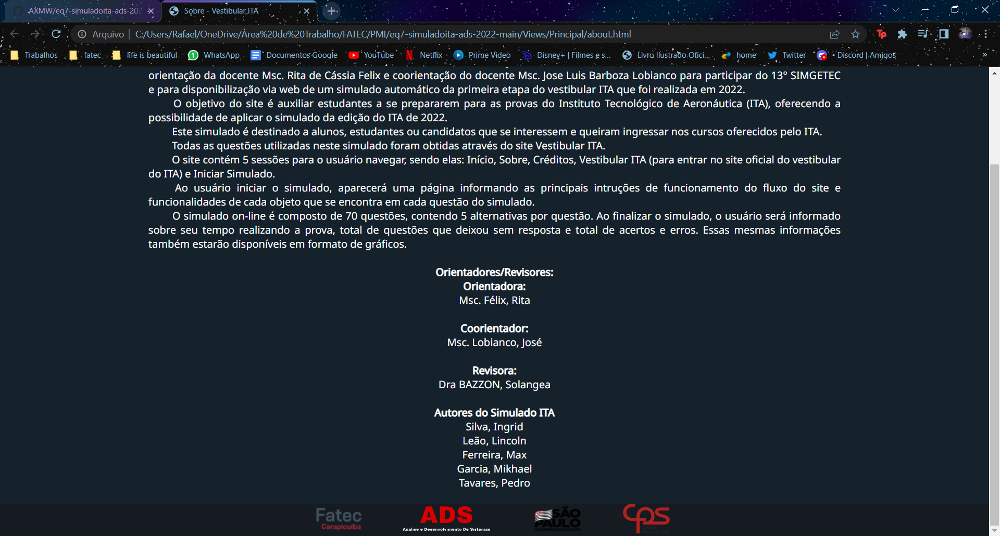 AXMW/eq7-simuladoita-ads-202
Sobre - Vestibular ITA
Arquivo | C:/Users/Rafael/OneDrive/Área%20de%20Trabalho/FATEC/PMI/eq7-simuladoita-ads-2022-main/Views/Principal/about.html
Trabalhos fatec life is beautiful WhatsApp Documentos Google YouTube Netflix Prime Video Disney+ | Filmes e s... Livro Ilustrado Ofici... home Twitter • Discord | Amigos »
orientação da docente Msc. Rita de Cássia Felix e coorientação do docente Msc. Jose Luis Barboza Lobianco para participar do 13° SIMGETEC
e para disponibilização via web de um simulado automático da primeira etapa do vestibular ITA que foi realizada em 2022.
O objetivo do site é auxiliar estudantes a se prepararem para as provas do Instituto Tecnológico de Aeronáutica (ITA), oferecendo a
possibilidade de aplicar o simulado da edição do ITA de 2022.
Este simulado é destinado a alunos, estudantes ou candidatos que se interessem e queiram ingressar nos cursos oferecidos pelo ITA.
Todas as questões utilizadas neste simulado foram obtidas através do site Vestibular ITA.
O site contém 5 sessões para o usuário navegar, sendo elas: Início, Sobre, Créditos, Vestibular ITA (para entrar no site oficial do vestibular
do ITA) e Iniciar Simulado.
Ao usuário iniciar o simulado, aparecerá uma página informando as principais intruções de funcionamento do fluxo do site e
funcionalidades de cada objeto que se encontra em cada questão do simulado.
O simulado on-line é composto de 70 questões, contendo 5 alternativas por questão. Ao finalizar o simulado, o usuário será informado
sobre seu tempo realizando a prova, total de questões que deixou sem resposta e total de acertos e erros. Essas mesmas informações
também estarão disponíveis em formato de gráficos.
Orientadores/Revisores:
Orientadora:
Msc. Félix, Rita
Coorientador:
Msc. Lobianco, José
Revisora:
Dra BAZZON, Solangea
Autores do Simulado ITA
Silva, Ingrid
Leão, Lincoln
Ferreira, Max
Garcia, Mikhael
Tavares, Pedro
Fatec
Carapicuíba
ADS
Análise e Desenvolvimento De Sistemas
SÃO
PAULO
GOVERNO DO ESTADO
CPS
Centro
Paula Souza